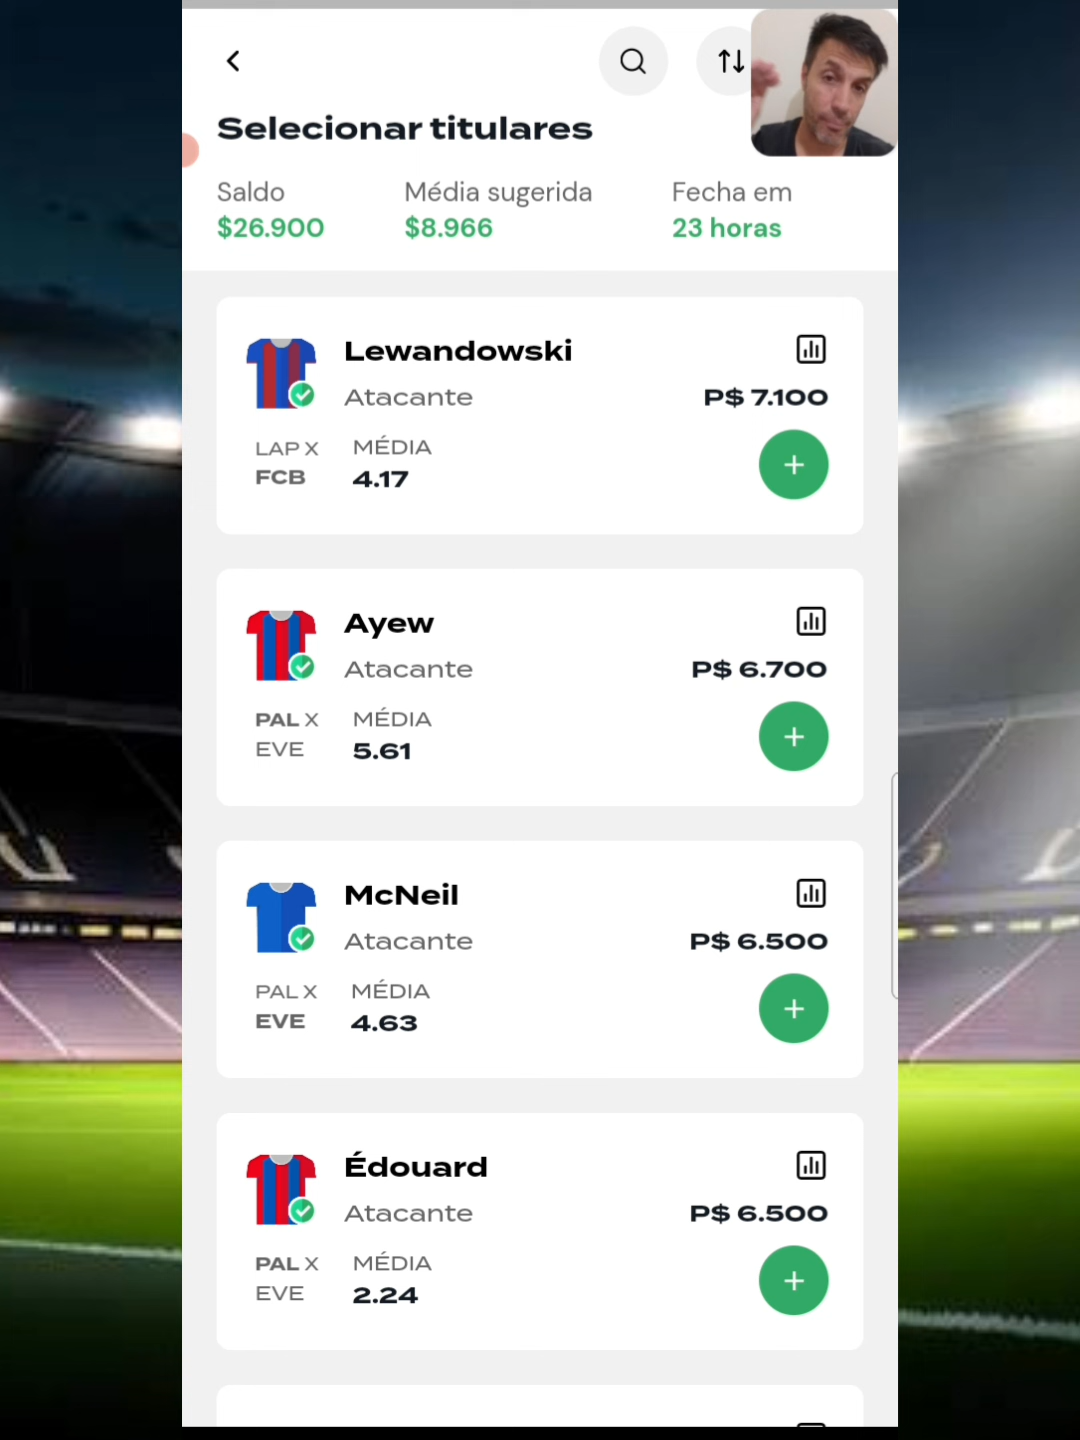 Selecionar titulares
Saldo Média sugerida Fecha em
$26.900 $8.966 23 horas
Lewandowski
Atacante P$ 7.100
LAP X MÉDIA
FCB 4.17
Ayew
Atacante P$ 6.700
PAL X MÉDIA
EVE 5.61
McNeil
Atacante P$ 6.500
PAL X MÉDIA
EVE 4.63
Édouard
Atacante P$ 6.500
PAL X MÉDIA
EVE 2.24